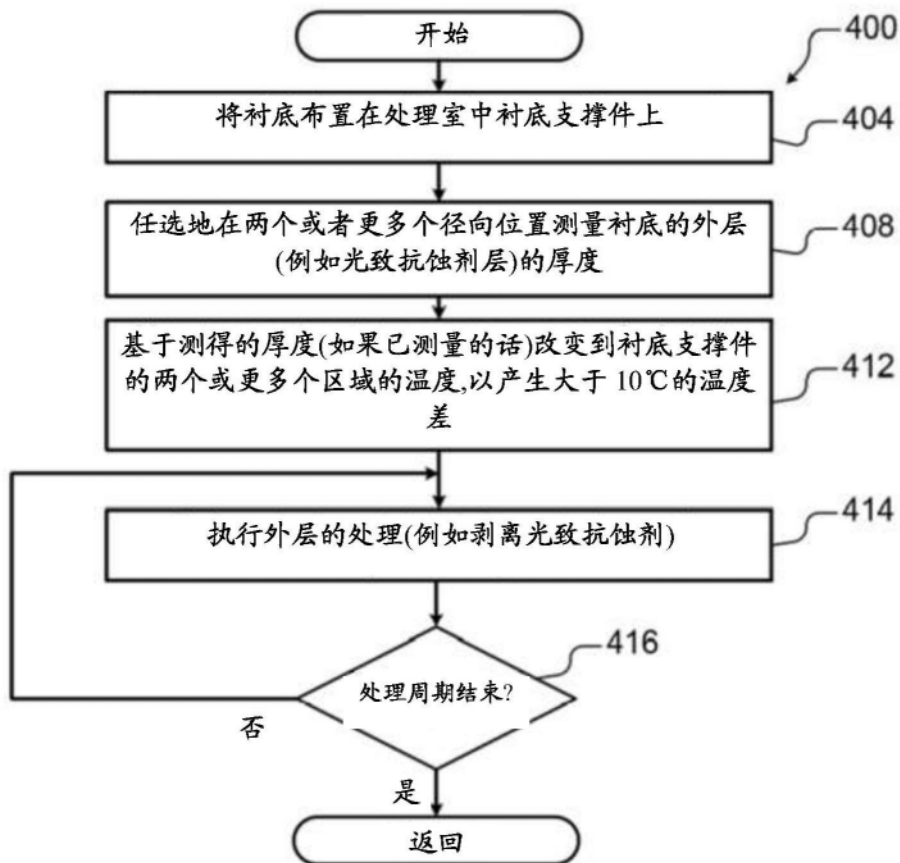 开始
400
将衬底布置在处理室中衬底支撑件上
404
任选地在两个或者更多个径向位置测量衬底的外层
(例如光致抗蚀剂层)的厚度
408
基于测得的厚度(如果已测量的话)改变到衬底支撑件
的两个或更多个区域的温度,以产生大于10℃的温度
差
412
执行外层的处理(例如剥离光致抗蚀剂)
414
处理周期结束?
416
否
是
返回